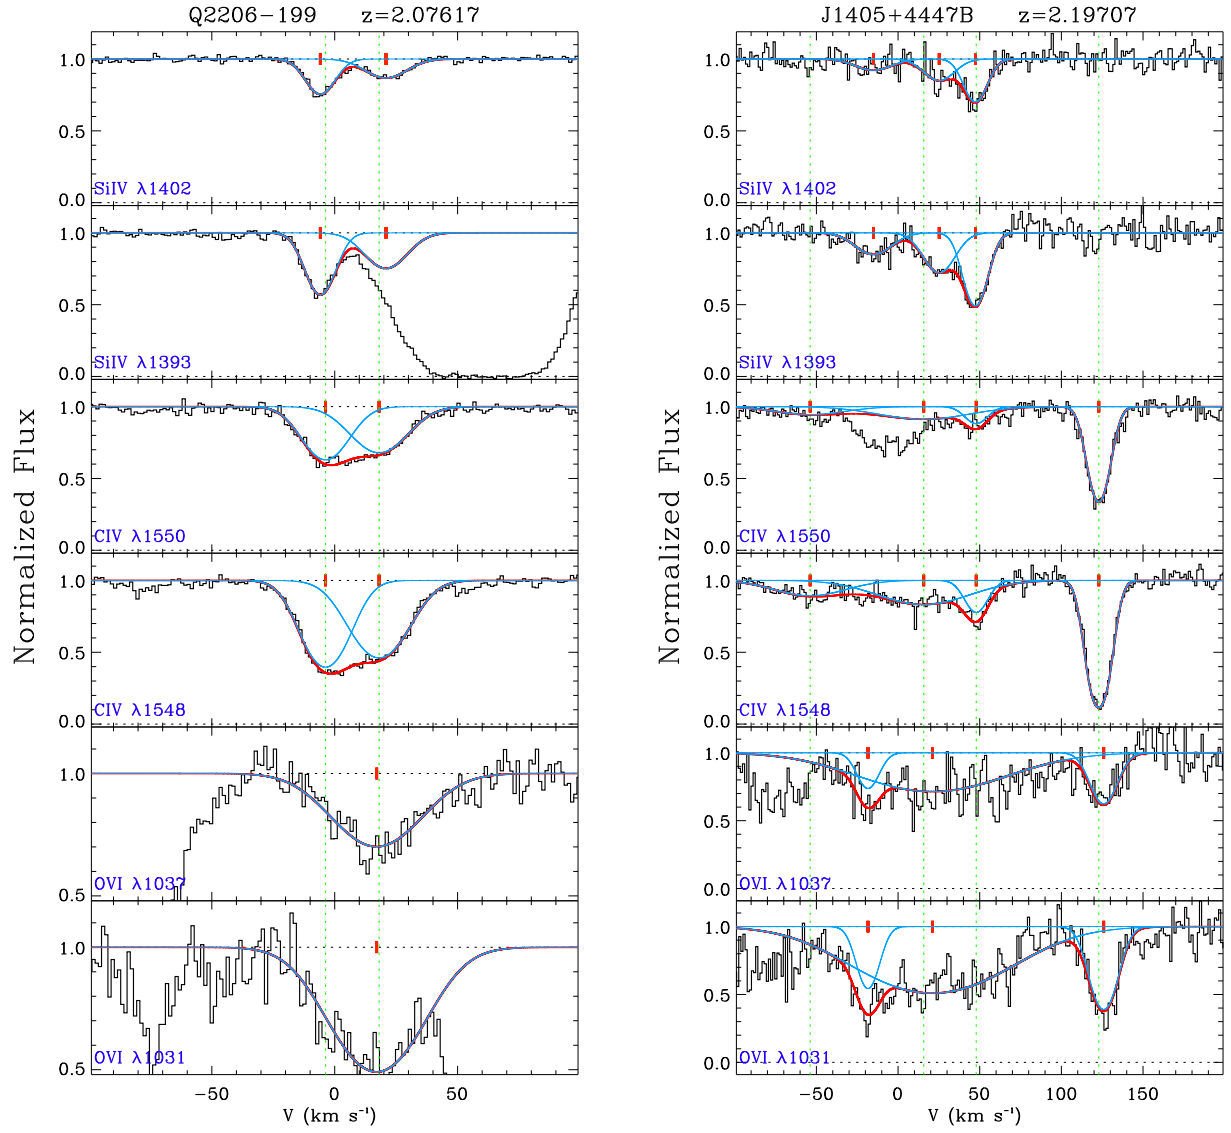 Q2206−199 z=2.07617
1.0
0.5
0.0
SiIV λ1402
1.0
0.5
0.0
SiIV λ1393
1.0
0.5
0.0
CIV λ1550
1.0
0.5
0.0
CIV λ1548
1.0
0.5
OVI λ1037
1.0
0.5
OVI λ1031
−50 0 50
V (km s⁻¹)
Normalized Flux
J1405+4447B z=2.19707
1.0
0.5
0.0
SiIV λ1402
1.0
0.5
0.0
SiIV λ1393
1.0
0.5
0.0
CIV λ1550
1.0
0.5
0.0
CIV λ1548
1.0
0.5
0.0
OVI λ1037
1.0
0.5
0.0
OVI λ1031
−50 0 50 100 150
V (km s⁻¹)
Normalized Flux